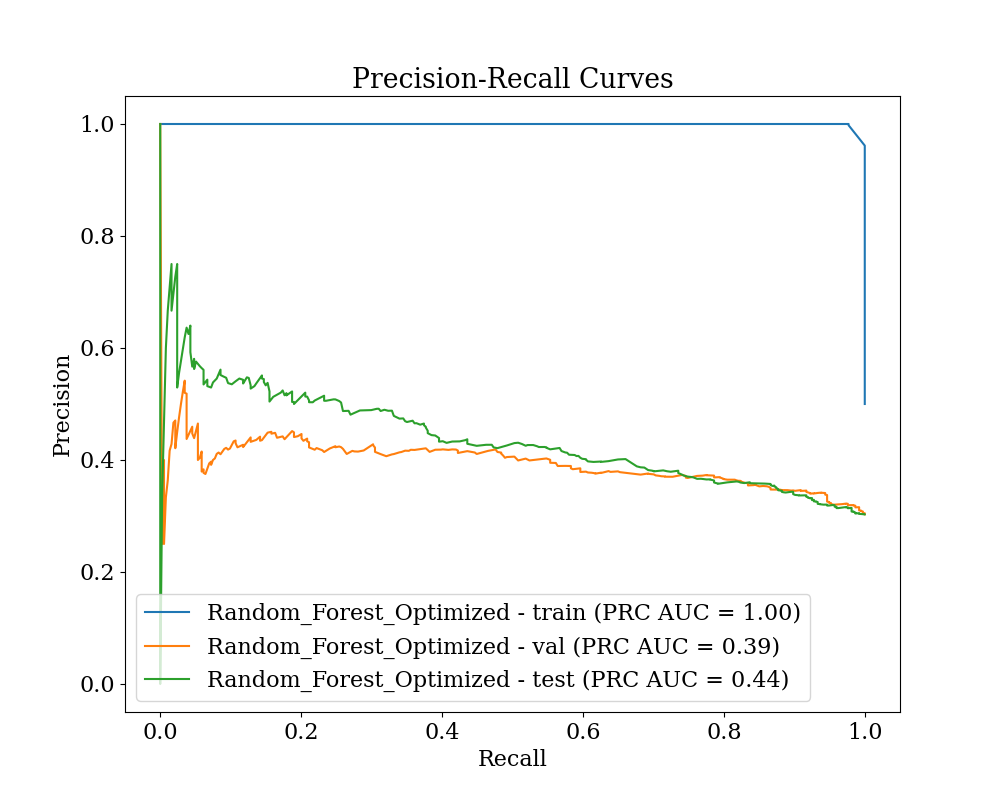 Precision-Recall Curves
1.0
0.8
0.6
0.4
0.2
0.0
Precision
Random_Forest_Optimized - train (PRC AUC = 1.00)
Random_Forest_Optimized - val (PRC AUC = 0.39)
Random_Forest_Optimized - test (PRC AUC = 0.44)
0.0 0.2 0.4 0.6 0.8 1.0
Recall